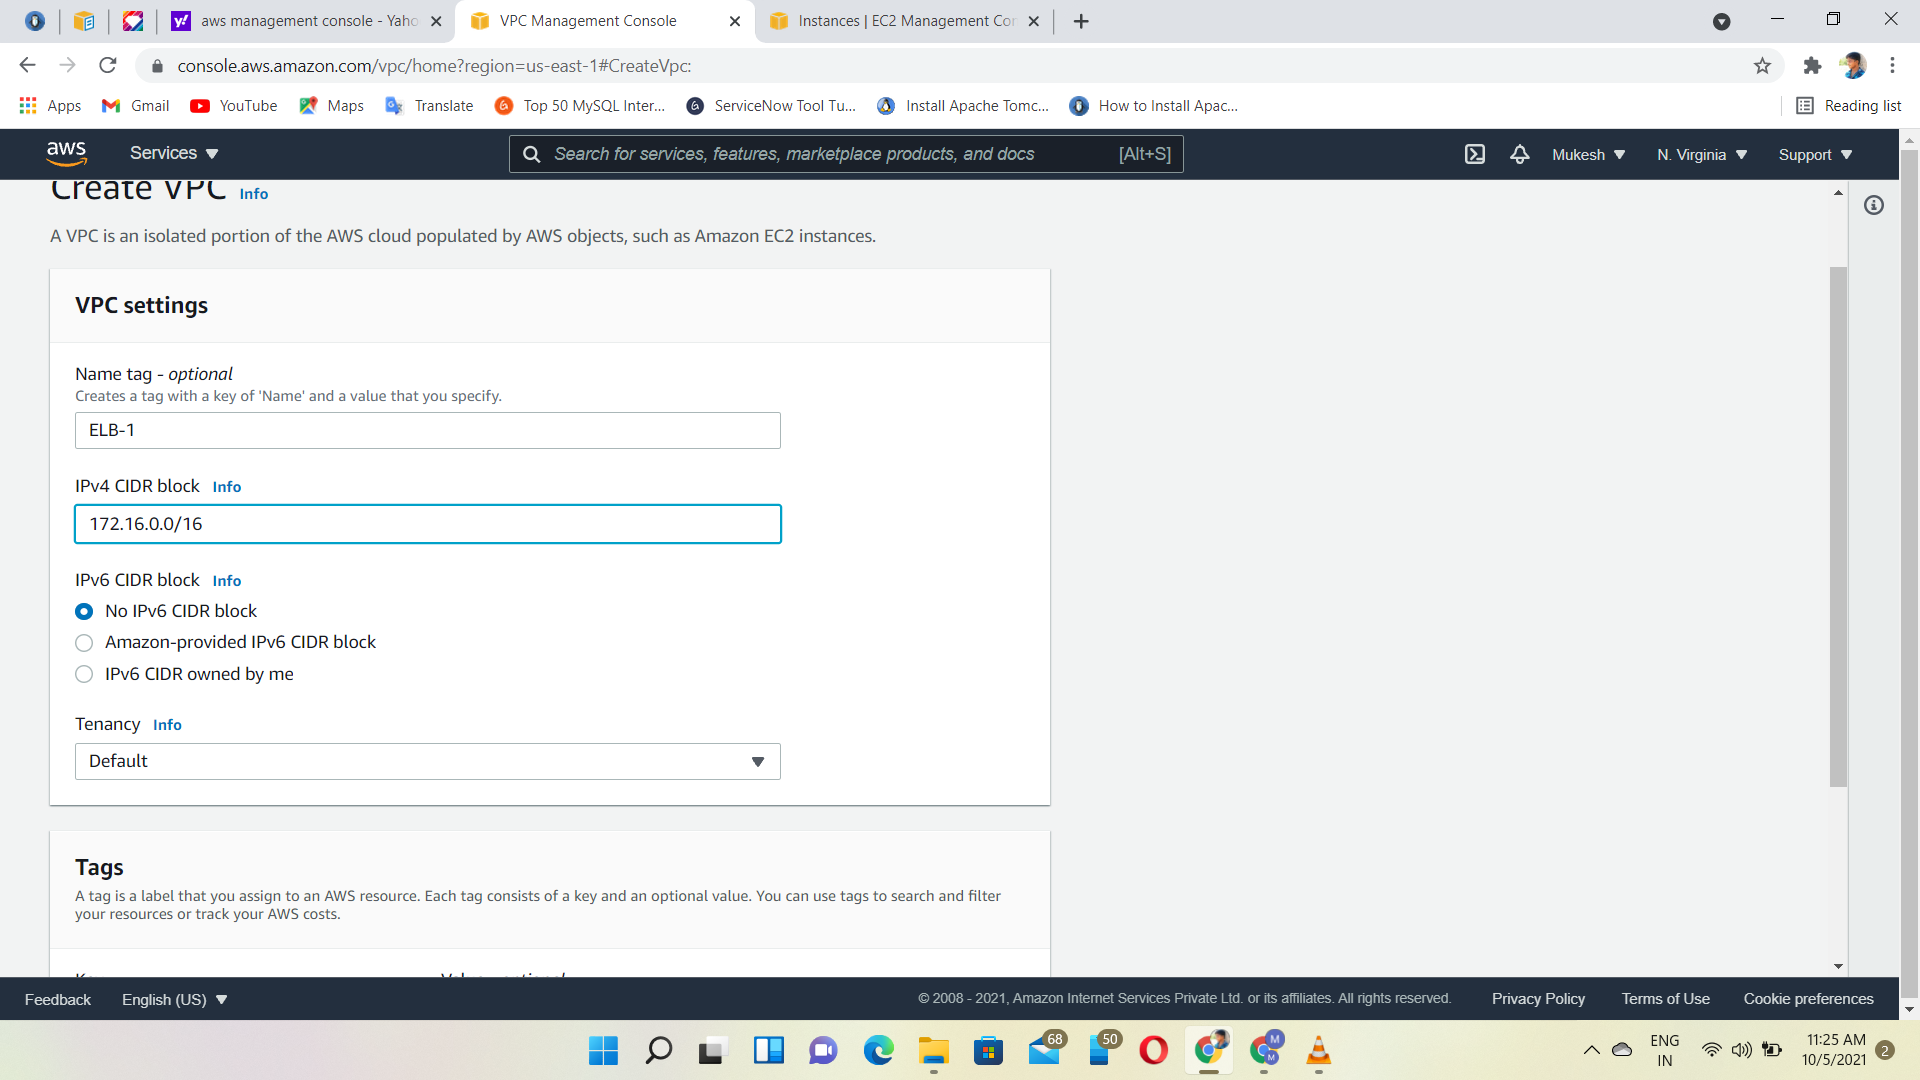 aws management console - Yaho
VPC Management Console
Instances | EC2 Management Con
console.aws.amazon.com/vpc/home?region=us-east-1#CreateVpc:
Apps
Gmail
YouTube
Maps
Translate
Top 50 MySQL Inter...
ServiceNow Tool Tu...
Install Apache Tomc...
How to Install Apac...
Reading list
aws
Services
Search for services, features, marketplace products, and docs
[Alt+S]
Mukesh
N. Virginia
Support
Create VPC Info
A VPC is an isolated portion of the AWS cloud populated by AWS objects, such as Amazon EC2 instances.
VPC settings
Name tag - optional
Creates a tag with a key of 'Name' and a value that you specify.
ELB-1
IPv4 CIDR block Info
172.16.0.0/16
IPv6 CIDR block Info
No IPv6 CIDR block
Amazon-provided IPv6 CIDR block
IPv6 CIDR owned by me
Tenancy Info
Default
Tags
A tag is a label that you assign to an AWS resource. Each tag consists of a key and an optional value. You can use tags to search and filter
your resources or track your AWS costs.
Feedback
English (US)
© 2008 - 2021, Amazon Internet Services Private Ltd. or its affiliates. All rights reserved.
Privacy Policy
Terms of Use
Cookie preferences
68
50
M
M
ENG
IN
11:25 AM
10/5/2021
2